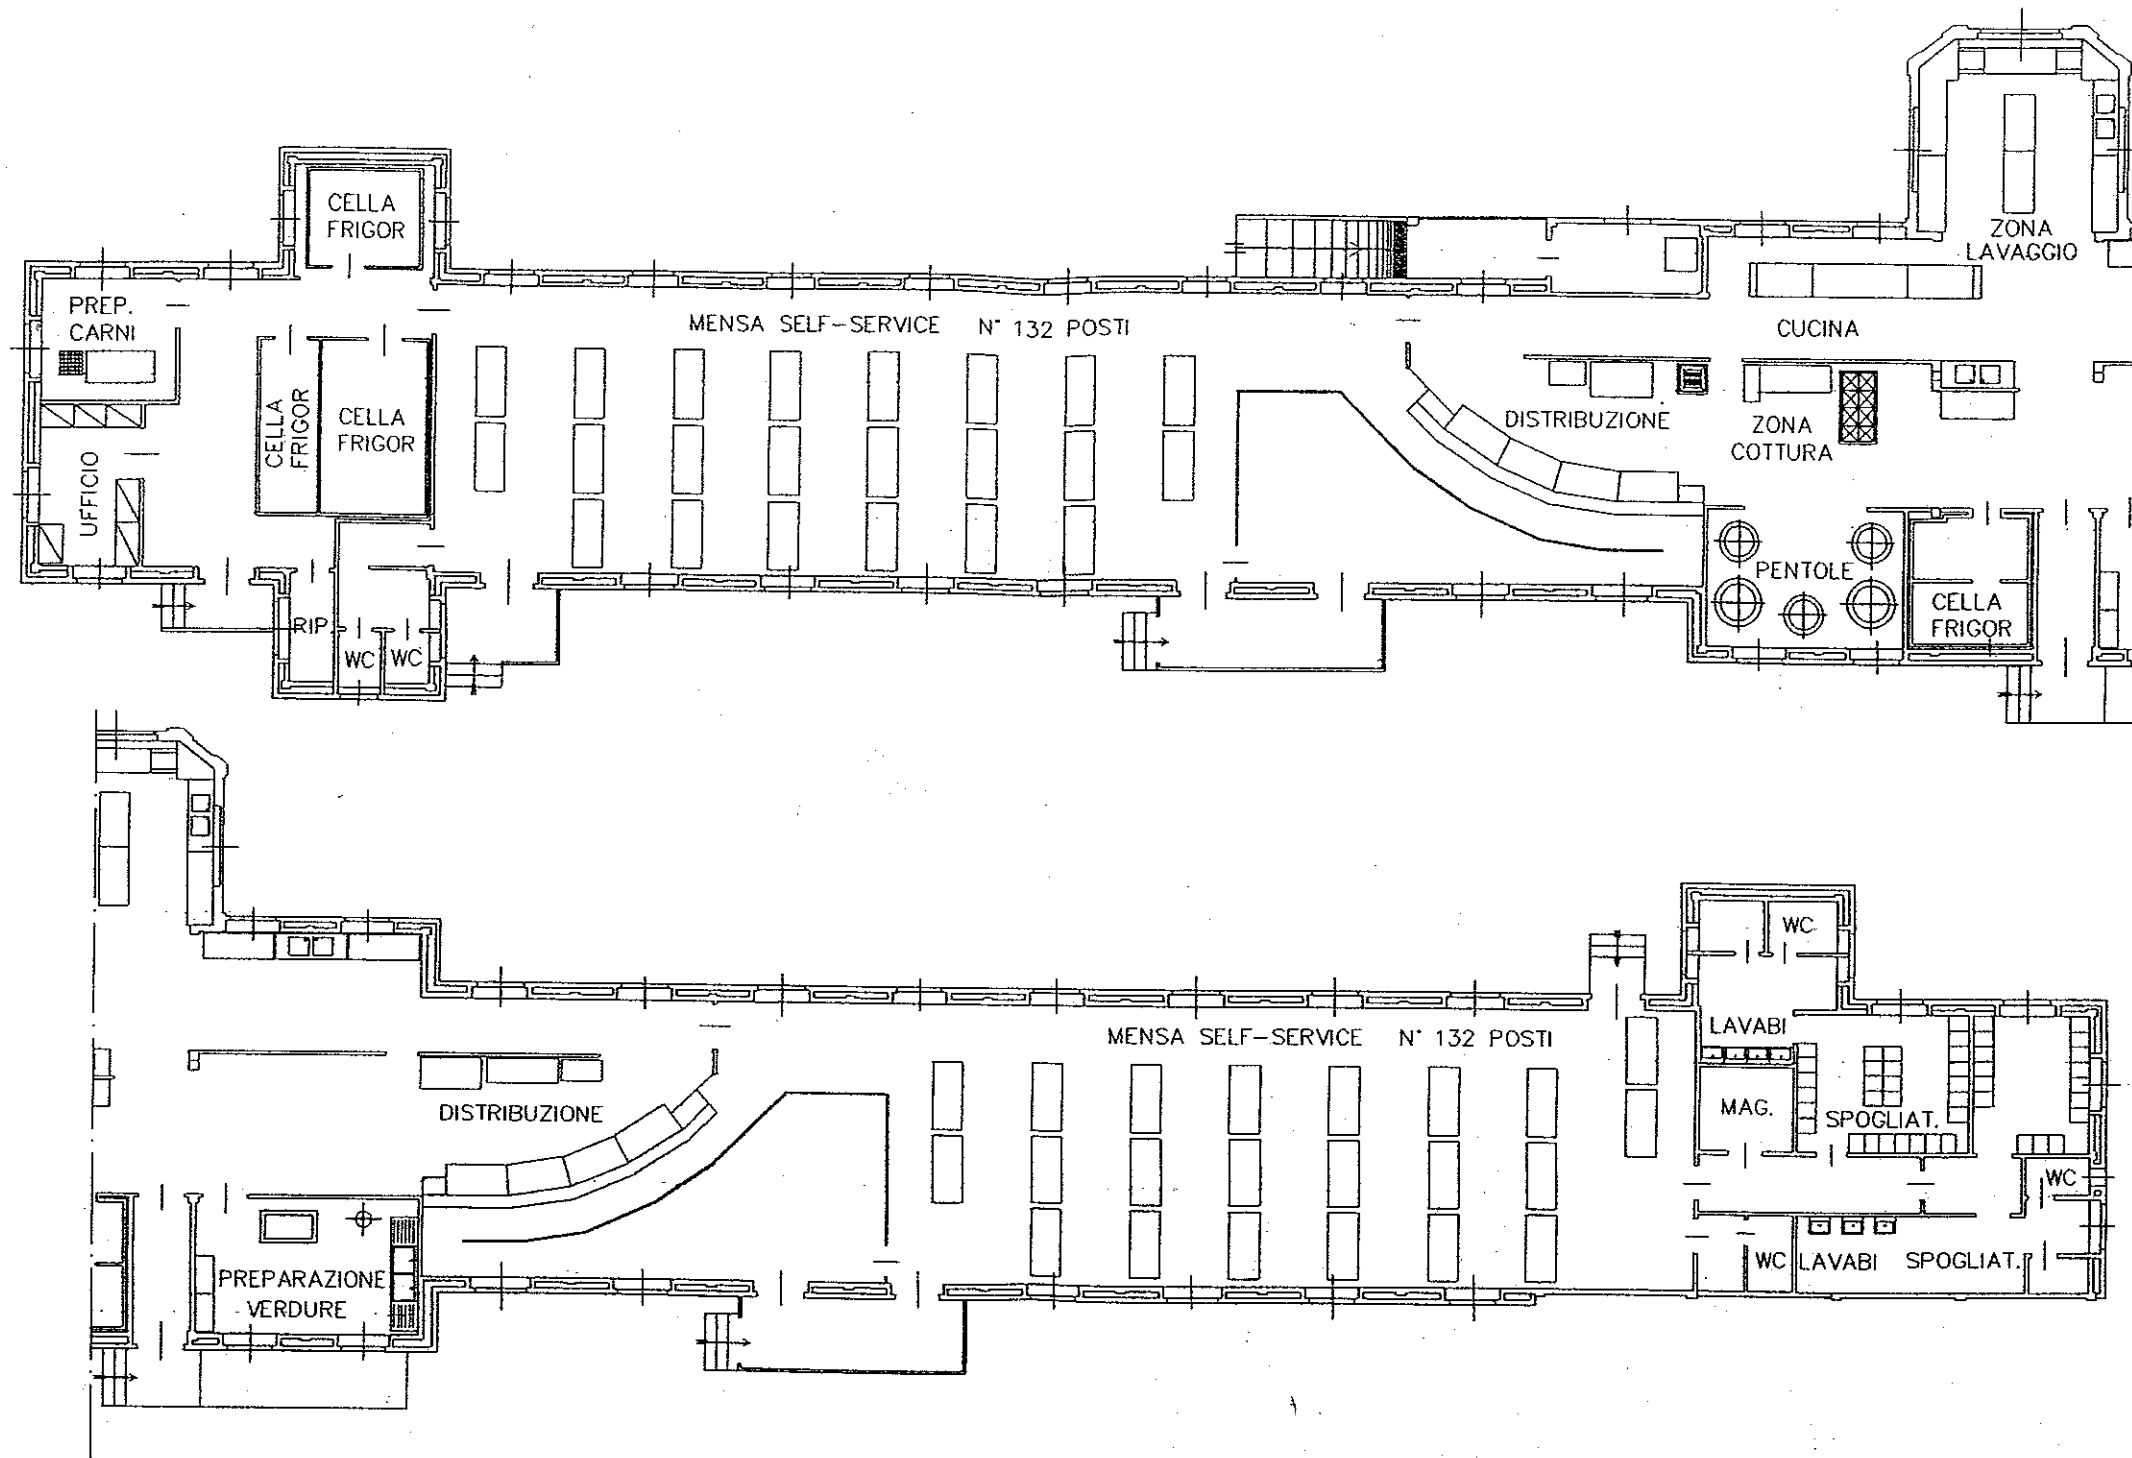 CELLA
FRIGOR
ZONA
LAVAGGIO
PREP.
CARNI
MENSA SELF-SERVICE N° 132 POSTI
CUCINA
CELLA
FRIGOR
CELLA
FRIGOR
DISTRIBUZIONE
ZONA
COTTURA
UFFICIO
PENTOLE
CELLA
FRIGOR
RIP.
WC
WC
WC
LAVABI
MENSA SELF-SERVICE N° 132 POSTI
MAG.
SPOGLIAT.
DISTRIBUZIONE
WC
PREPARAZIONE
VERDURE
WC
LAVABI
SPOGLIAT.